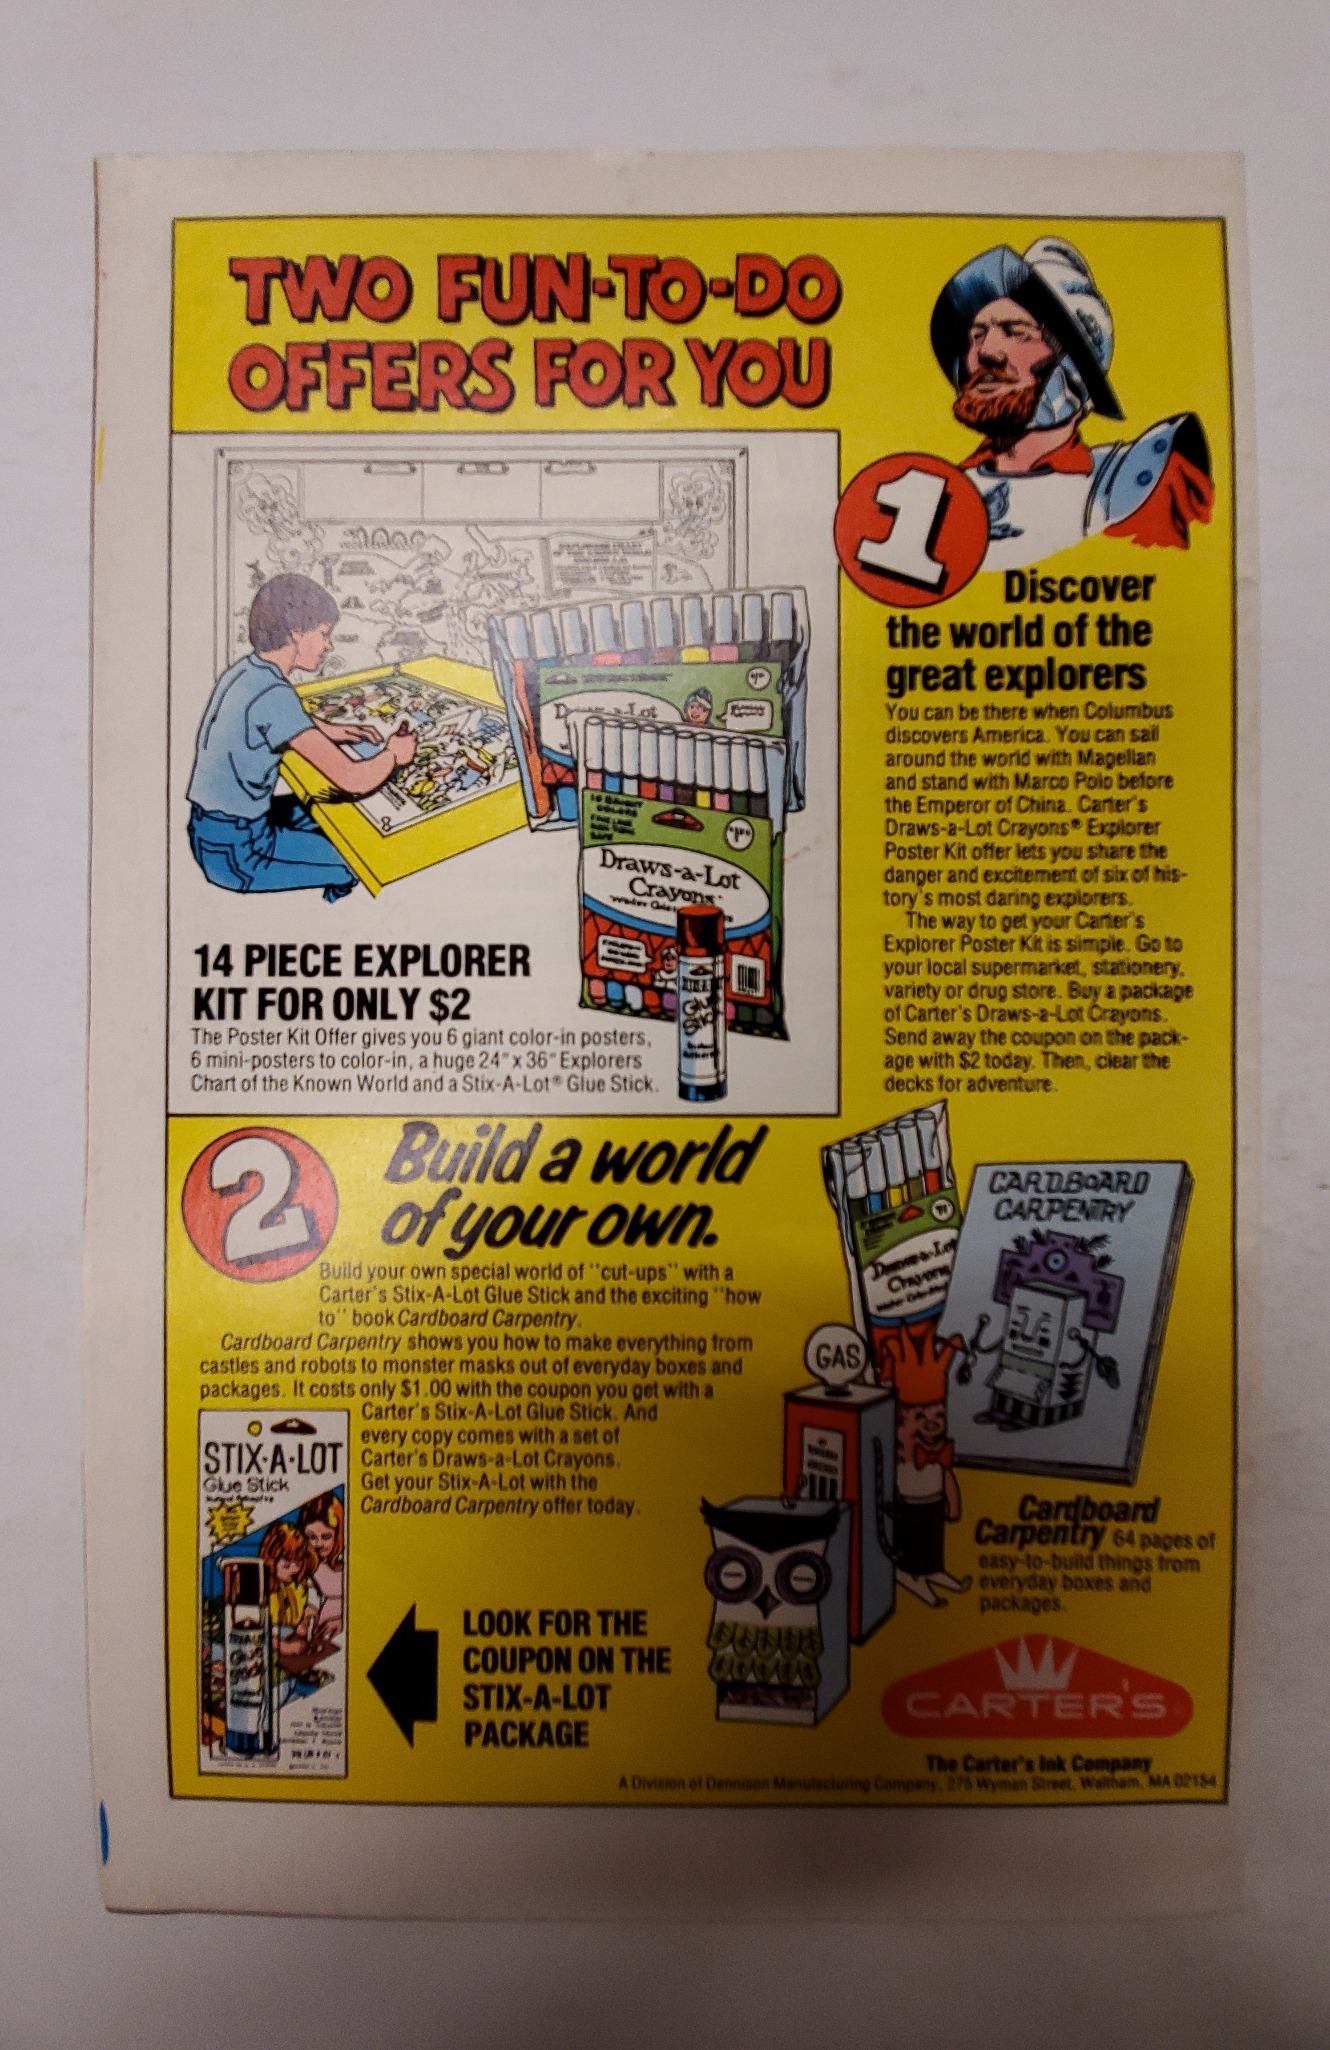 TWO FUN-TO-DO
OFFERS FOR YOU
1
Discover
the world of the
great explorers
You can be there when Columbus
discovers America. You can sail
around the world with Magellan
and stand with Marco Polo before
the Emperor of China. Carter's
Draws-a-Lot Crayons® Explorer
Poster Kit offer lets you share the
danger and excitement of six of his-
tory's most daring explorers.
The way to get your Carter's
Explorer Poster Kit is simple. Go to
your local supermarket, stationery,
variety or drug store. Buy a package
of Carter's Draws-a-Lot Crayons.
Send away the coupon on the pack-
age with $2 today. Then, clear the
decks for adventure.
Draws-a-Lot
8
Draws-a-Lot
Crayons
Glue
Stick
14 PIECE EXPLORER
KIT FOR ONLY $2
The Poster Kit Offer gives you 6 giant color-in posters,
6 mini-posters to color-in, a huge 24" x 36" Explorers
Chart of the Known World and a Stix-A-Lot® Glue Stick.
2
Build a world
of your own.
Build your own special world of "cut-ups" with a
Carter's Stix-A-Lot Glue Stick and the exciting "how
to" book Cardboard Carpentry.
Cardboard Carpentry shows you how to make everything from
castles and robots to monster masks out of everyday boxes and
packages. It costs only $1.00 with the coupon you get with a
Carter's Stix-A-Lot Glue Stick. And
every copy comes with a set of
Carter's Draws-a-Lot Crayons.
Get your Stix-A-Lot with the
Cardboard Carpentry offer today.
STIX-A-LOT
Glue Stick
LOOK FOR THE
COUPON ON THE
STIX-A-LOT
PACKAGE
Draws-a-Lot
Crayons
CARDBOARD
CARPENTRY
GAS
Cardboard
Carpentry 64 pages of
easy-to-build things from
everyday boxes and
packages.
CARTER'S
The Carter's Ink Company
A Division of Dennison Manufacturing Company, 275 Wyman Street, Waltham, MA 02154